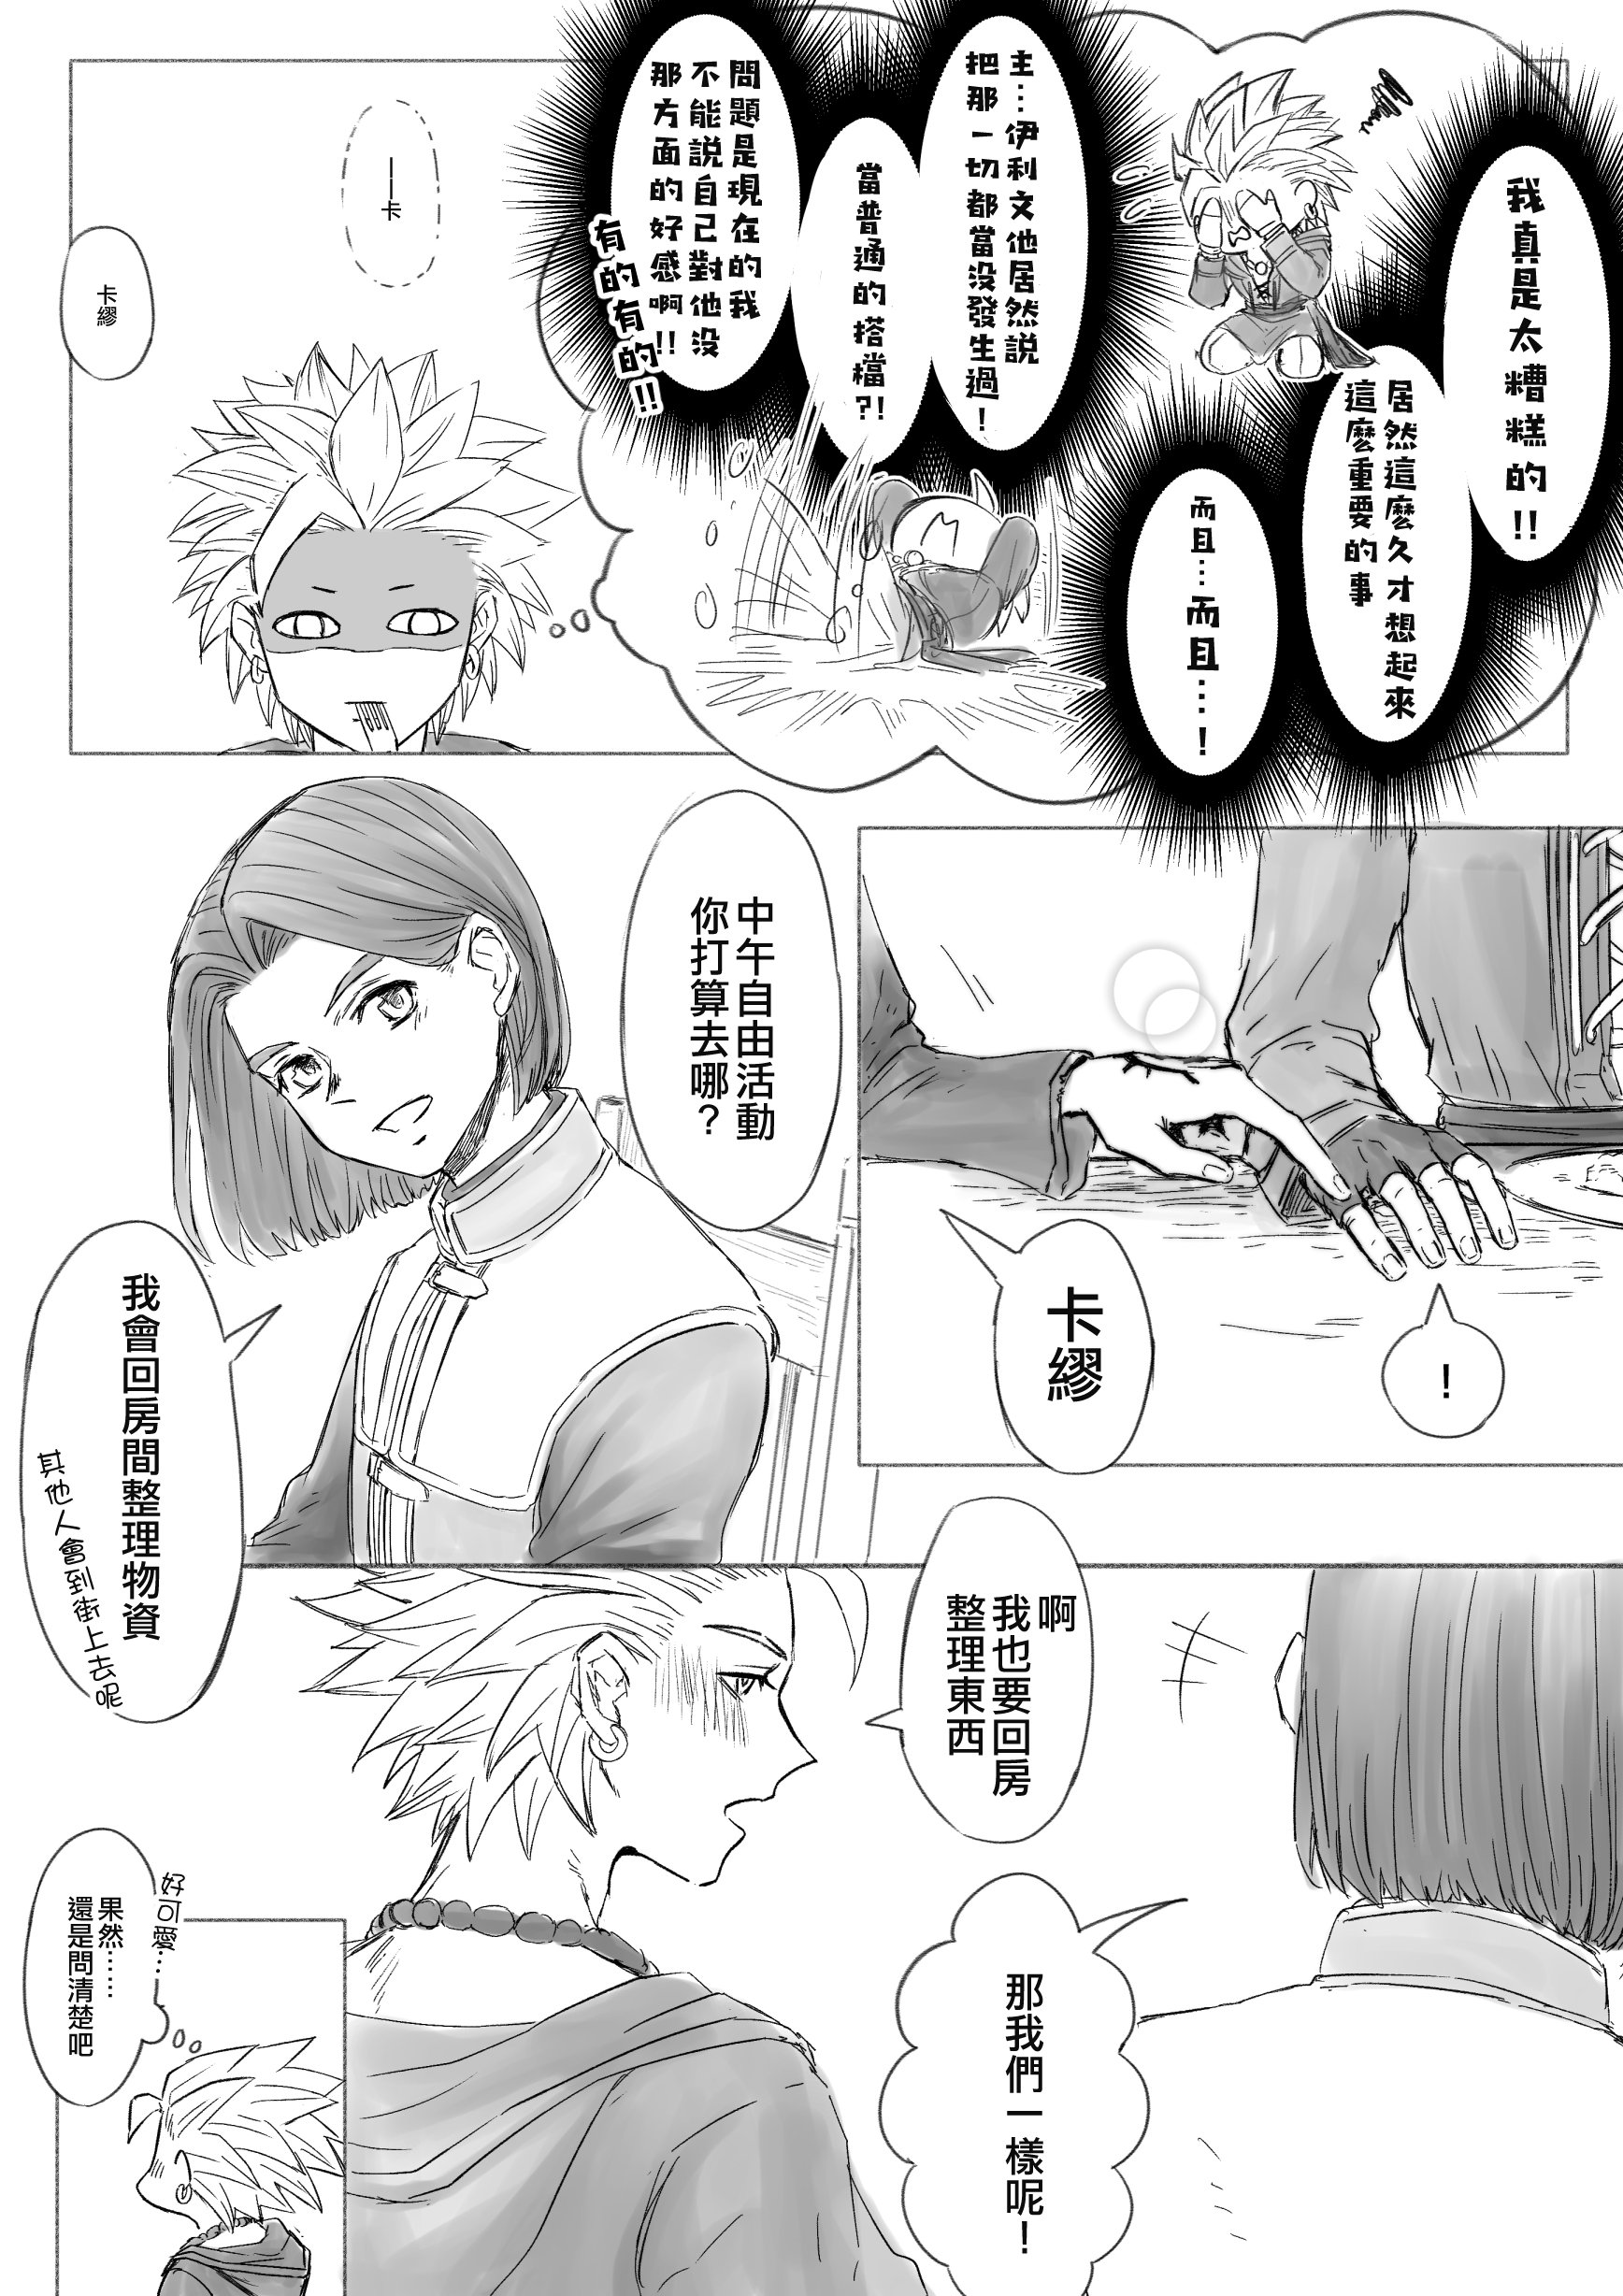 我真是太糟糕的!!
居然這麼久才想起來
這麼重要的事
而且…而且…!
主…伊利文他居然說
把那一切都當没發生過!
當普通的搭檔?!
問題是現在的我
不能説自己對他没
那方面的好感啊!!
有的有的!!
——卡
卡繆
卡繆
!
中午自由活動
你打算去哪?
我會回房間整理物資
其他人會到街上去呢
啊
我也要回房
整理東西
那我們一樣呢!
好可愛…
果然……
還是問清楚吧